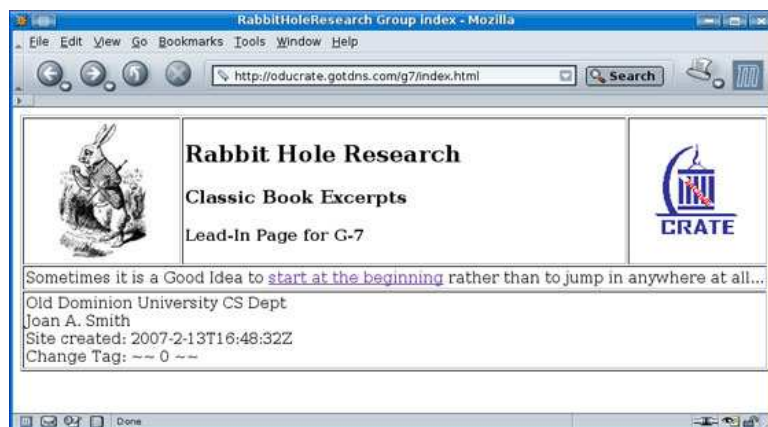 RabbitHoleResearch Group index - Mozilla
File Edit View Go Bookmarks Tools Window Help
http://oducrate.gotdns.com/g7/index.html Search
Rabbit Hole Research
Classic Book Excerpts
Lead-In Page for G-7
CRATE
Sometimes it is a Good Idea to start at the beginning rather than to jump in anywhere at all...
Old Dominion University CS Dept
Joan A. Smith
Site created: 2007-2-13T16:48:32Z
Change Tag: ~~ 0 ~~
Done